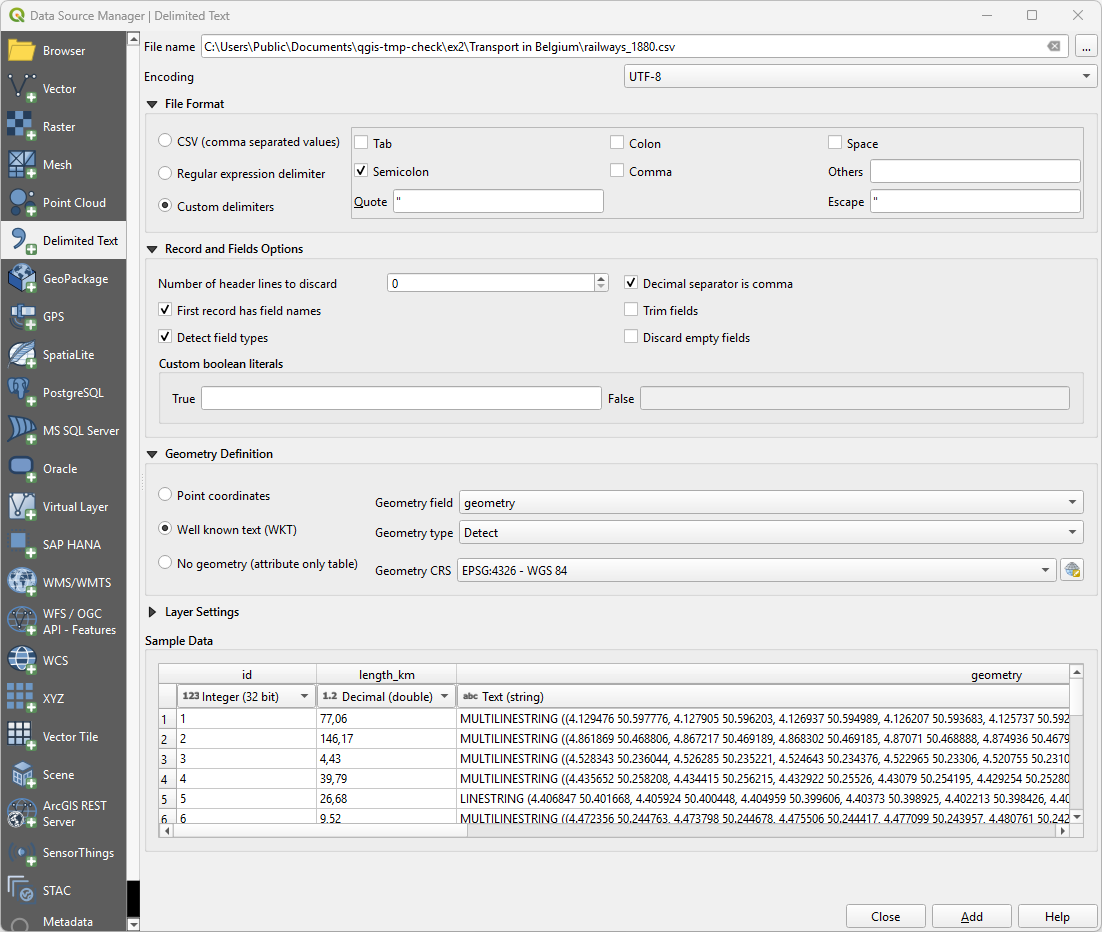 Data Source Manager | Delimited Text
Browser
Vector
Raster
Mesh
Point Cloud
Delimited Text
GeoPackage
GPS
SpatiaLite
PostgreSQL
MS SQL Server
Oracle
Virtual Layer
SAP HANA
WMS/WMTS
WFS / OGC
API - Features
WCS
XYZ
Vector Tile
Scene
ArcGIS REST
Server
SensorThings
STAC
Metadata
File name C:\Users\Public\Documents\qgis-tmp-check\ex2\Transport in Belgium\railways_1880.csv ...
Encoding UTF-8
File Format
CSV (comma separated values) Tab Colon Space
Regular expression delimiter Semicolon Comma Others
Custom delimiters Quote " Escape "
Record and Fields Options
Number of header lines to discard 0 Decimal separator is comma
First record has field names Trim fields
Detect field types Discard empty fields
Custom boolean literals
True False
Geometry Definition
Point coordinates Geometry field geometry
Well known text (WKT) Geometry type Detect
No geometry (attribute only table) Geometry CRS EPSG:4326 - WGS 84
Layer Settings
Sample Data
id length_km geometry
123 Integer (32 bit) 1.2 Decimal (double) abc Text (string)
1 1 77,06 MULTILINESTRING ((4.129476 50.597776, 4.127905 50.596203, 4.126937 50.594989, 4.126207 50.593683, 4.125737 50.592
2 2 146,17 MULTILINESTRING ((4.861869 50.468806, 4.867217 50.469189, 4.868302 50.469185, 4.87071 50.468888, 4.874936 50.4679
3 3 4,43 MULTILINESTRING ((4.528343 50.236044, 4.526285 50.235221, 4.524643 50.234376, 4.522965 50.23306, 4.520755 50.2310
4 4 39,79 MULTILINESTRING ((4.435652 50.258208, 4.434415 50.256215, 4.432922 50.25526, 4.43079 50.254195, 4.429254 50.25280
5 5 26,68 LINESTRING (4.406847 50.401668, 4.405924 50.400448, 4.404959 50.399606, 4.40373 50.398925, 4.402213 50.398426, 4.40
6 6 9,52 MULTILINESTRING ((4.472356 50.244763, 4.473798 50.244678, 4.475506 50.244417, 4.477099 50.243957, 4.480761 50.242
Close Add Help